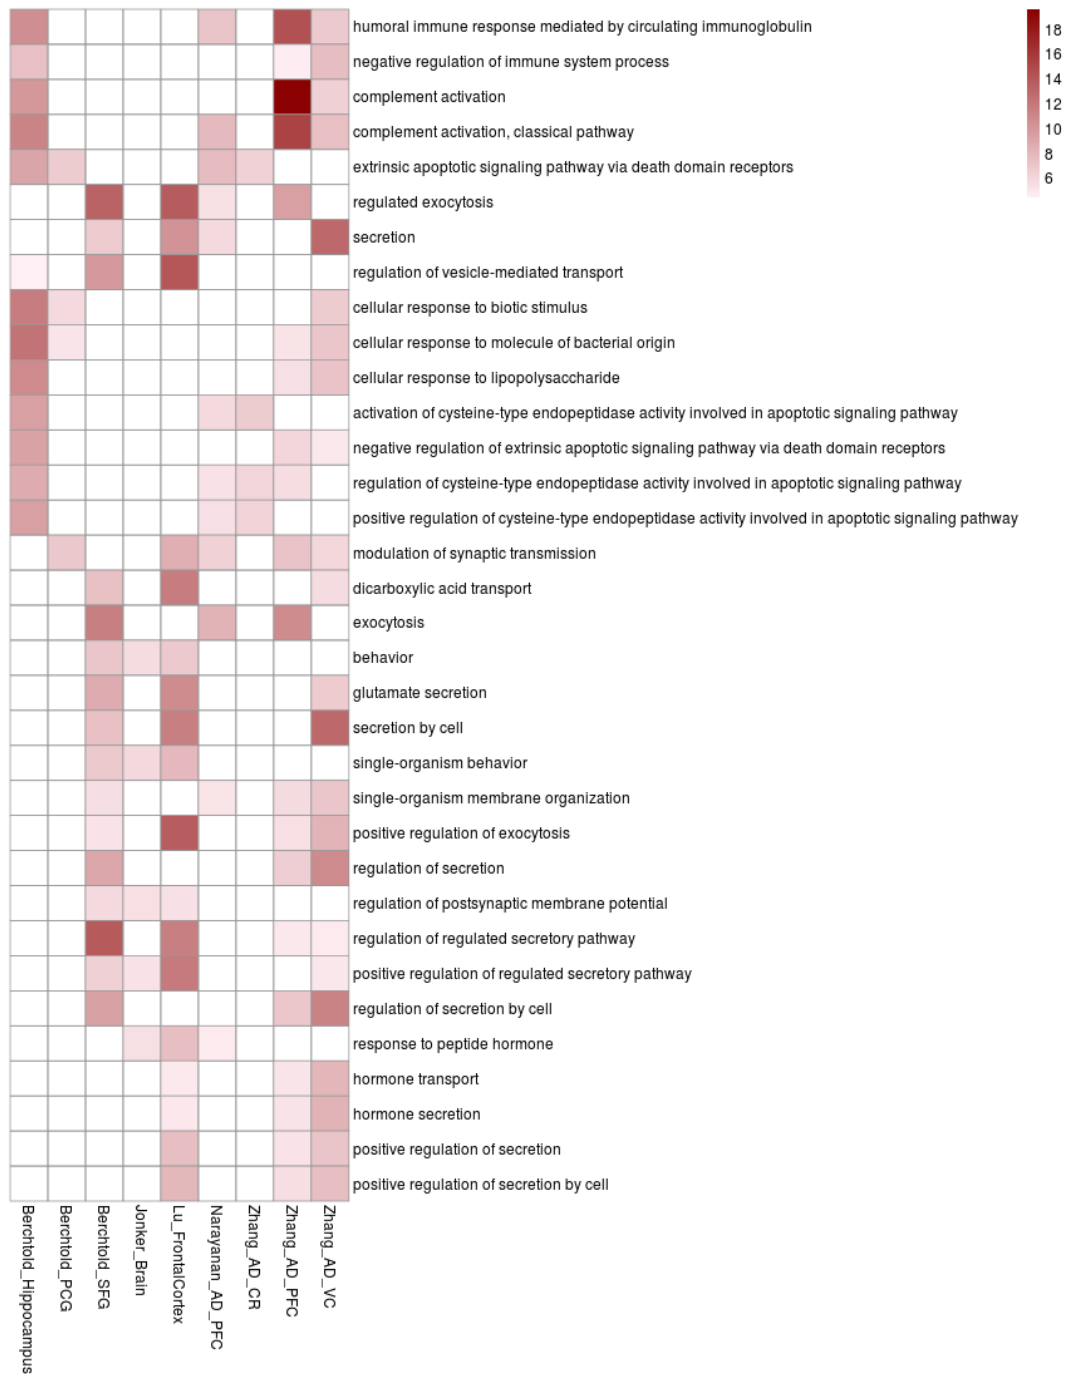 humoral immune response mediated by circulating immunoglobulin
negative regulation of immune system process
complement activation
complement activation, classical pathway
extrinsic apoptotic signaling pathway via death domain receptors
regulated exocytosis
secretion
regulation of vesicle-mediated transport
cellular response to biotic stimulus
cellular response to molecule of bacterial origin
cellular response to lipopolysaccharide
activation of cysteine-type endopeptidase activity involved in apoptotic signaling pathway
negative regulation of extrinsic apoptotic signaling pathway via death domain receptors
regulation of cysteine-type endopeptidase activity involved in apoptotic signaling pathway
positive regulation of cysteine-type endopeptidase activity involved in apoptotic signaling pathway
modulation of synaptic transmission
dicarboxylic acid transport
exocytosis
behavior
glutamate secretion
secretion by cell
single-organism behavior
single-organism membrane organization
positive regulation of exocytosis
regulation of secretion
regulation of postsynaptic membrane potential
regulation of regulated secretory pathway
positive regulation of regulated secretory pathway
regulation of secretion by cell
response to peptide hormone
hormone transport
hormone secretion
positive regulation of secretion
positive regulation of secretion by cell
Berchtold_Hippocampus
Berchtold_PCG
Berchtold_SFG
Jonker_Brain
Lu_FrontalCortex
Narayanan_AD_PFC
Zhang_AD_CR
Zhang_AD_PFC
Zhang_AD_VC
18
16
14
12
10
8
6